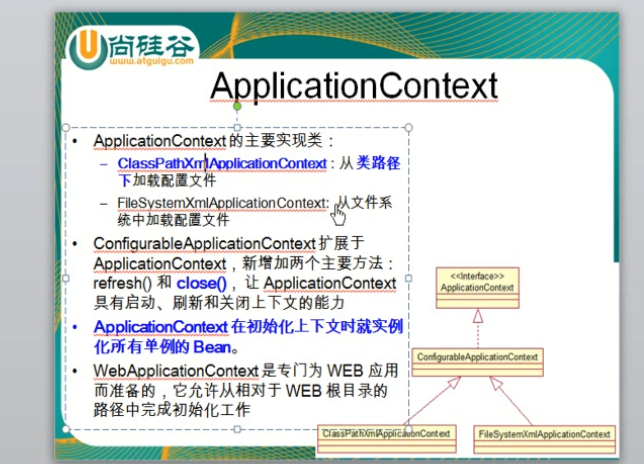 尚硅谷
www.atguigu.com
ApplicationContext
• ApplicationContext 的主要实现类：
– ClassPathXmlApplicationContext：从 类路径
下加载配置文件
– FileSystemXmlApplicationContext: 从文件系
统中加载配置文件
• ConfigurableApplicationContext 扩展于
ApplicationContext，新增加两个主要方法：
refresh() 和 close()， 让 ApplicationContext
具有启动、刷新和关闭上下文的能力
• ApplicationContext 在初始化上下文时就实例
化所有单例的 Bean。
• WebApplicationContext 是专门为 WEB 应用
而准备的，它允许从相对于 WEB 根目录的
路径中完成初始化工作
<<Interface>>
ApplicationContext
ConfigurableApplicationContext
ClassPathXmlApplicationContext
FileSystemXmlApplicationContext